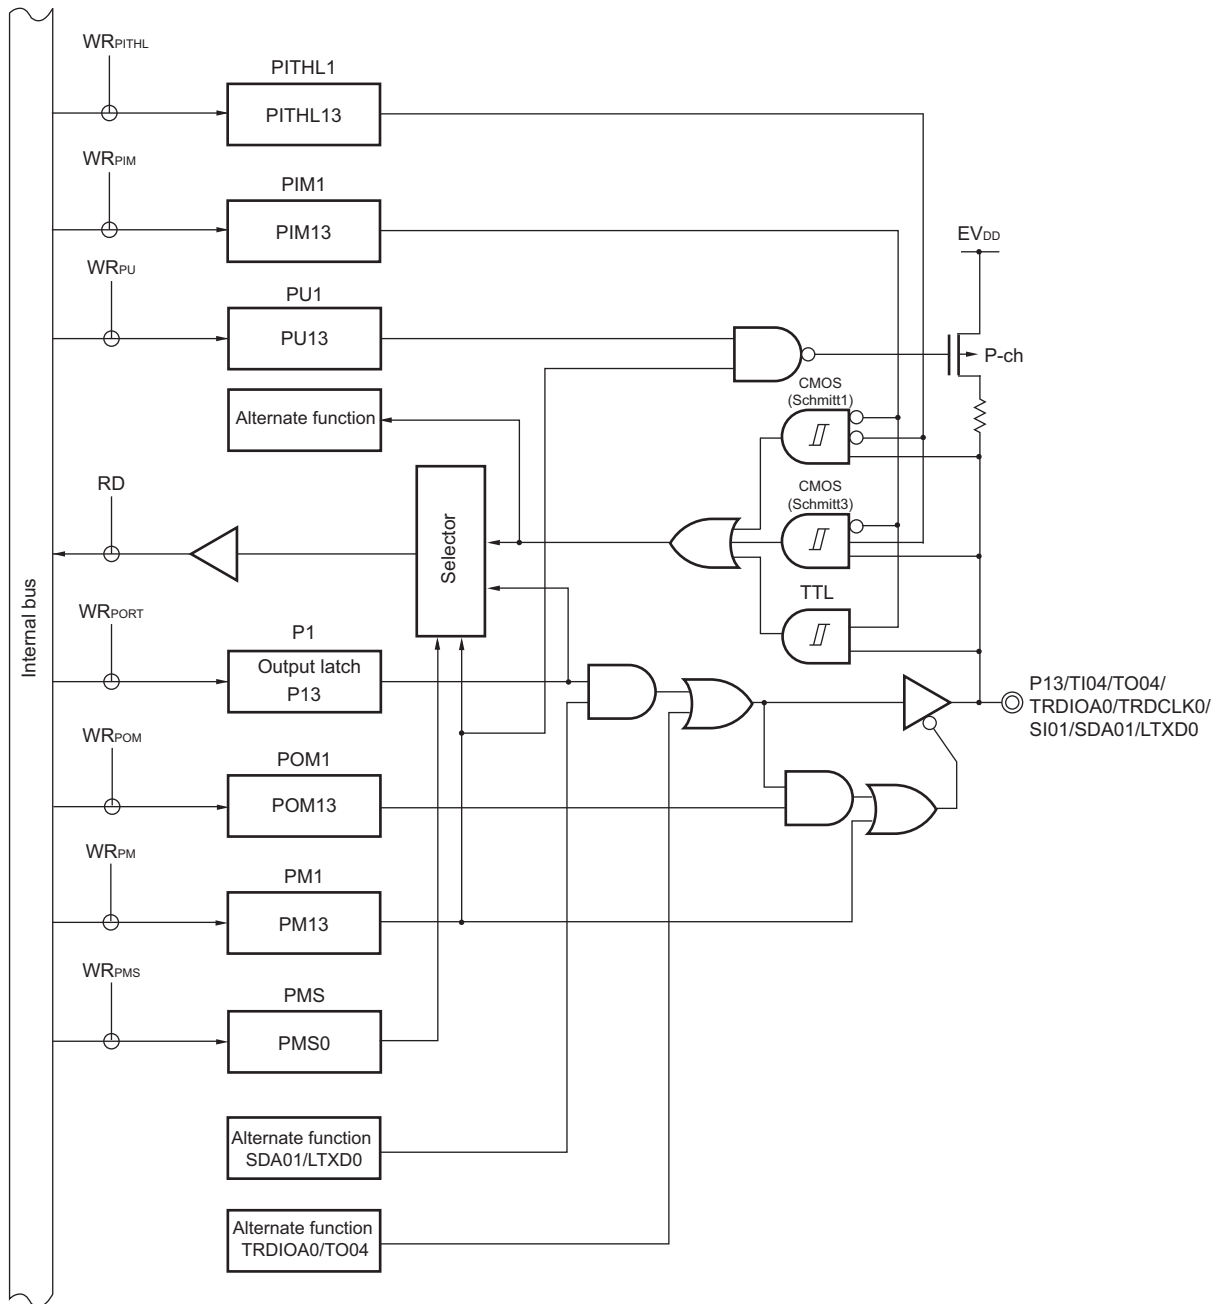 WRPITHL
PITHL1
PITHL13
WRPIM
PIM1
PIM13
EVDD
WRPU
PU1
PU13
P-ch
CMOS
(Schmitt1)
Alternate function
RD
Selector
CMOS
(Schmitt3)
TTL
Internal bus
WRPORT
P1
Output latch
P13
P13/TI04/TO04/
TRDIOA0/TRDCLK0/
SI01/SDA01/LTXD0
WRPOM
POM1
POM13
WRPM
PM1
PM13
WRPMS
PMS
PMS0
Alternate function
SDA01/LTXD0
Alternate function
TRDIOA0/TO04